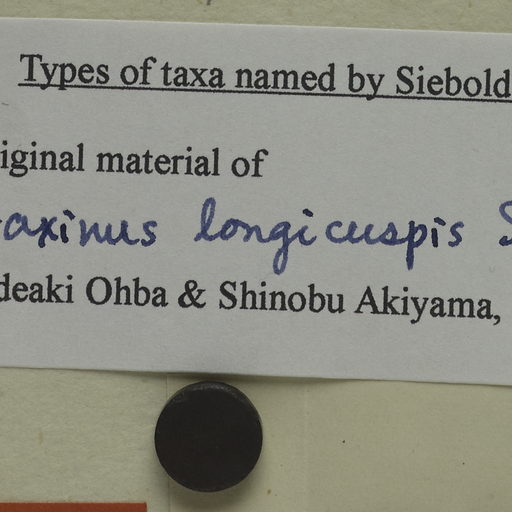 Types of taxa named by Siebold
iginal material of
axinus longicuspis S
deaki Ohba & Shinobu Akiyama,